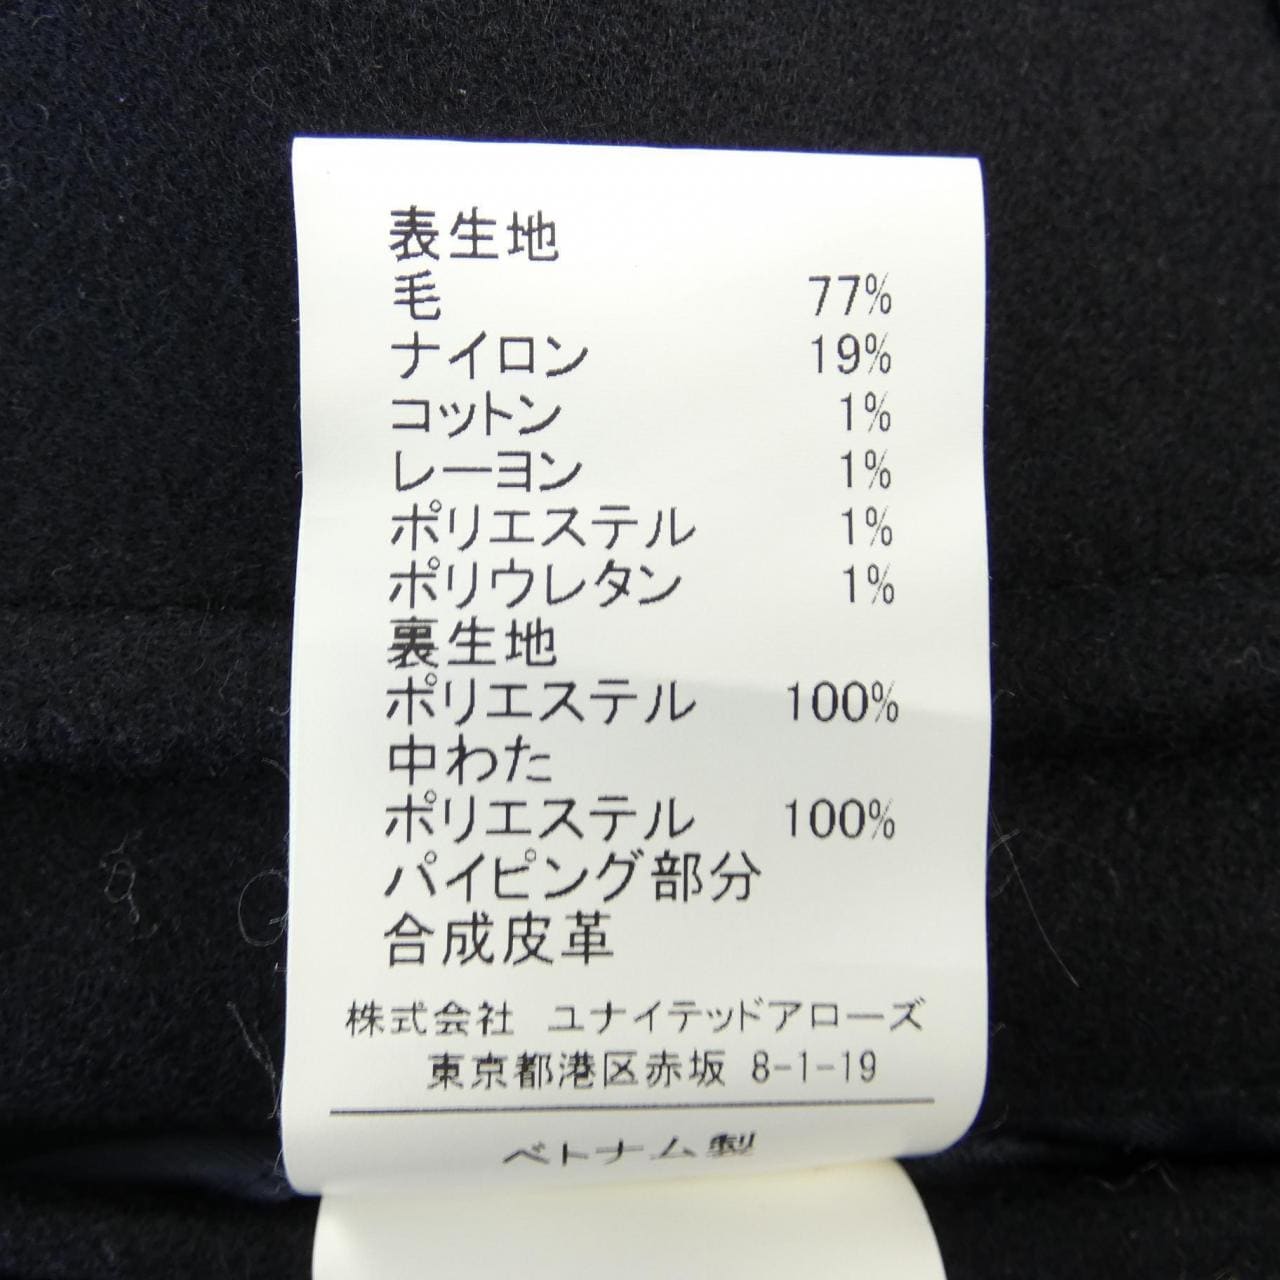 表生地
毛 77%
ナイロン 19%
コットン 1%
レーヨン 1%
ポリエステル 1%
ポリウレタン 1%
裏生地
ポリエステル 100%
中わた
ポリエステル 100%
パイピング部分
合成皮革
株式会社 ユナイテッドアローズ
東京都港区赤坂 8-1-19
ベトナム製